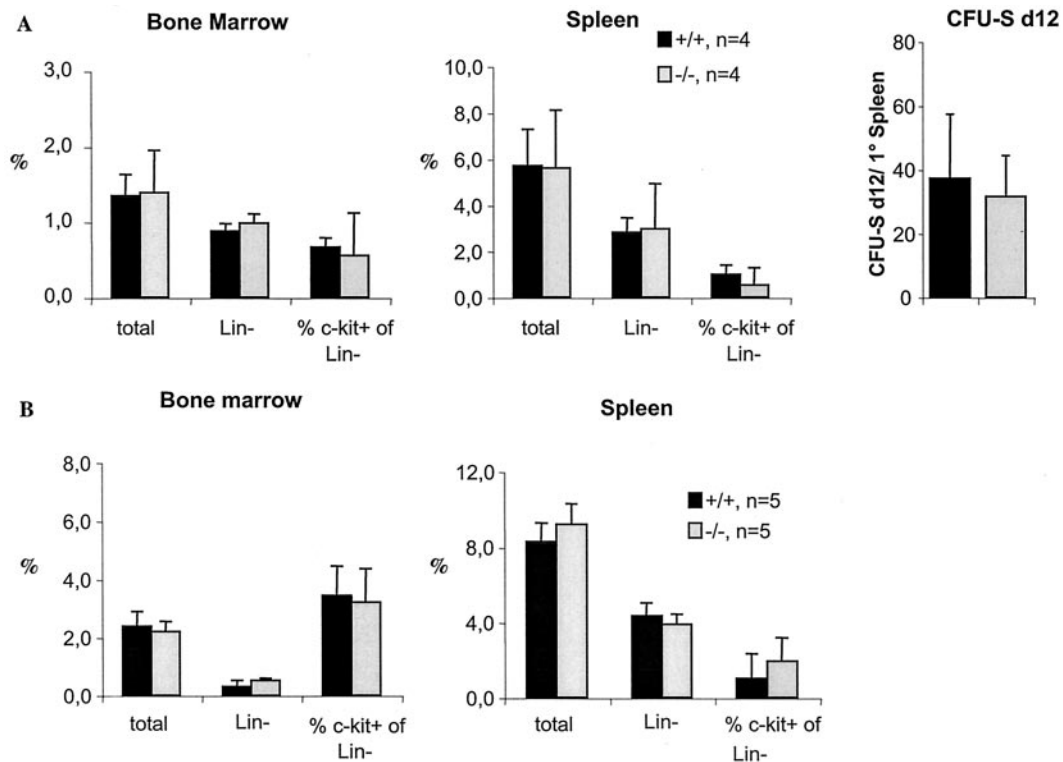 A
Bone Marrow
Spleen
CFU-S d12
+/+, n=4
-/-, n=4
%
3,0
2,0
1,0
0,0
total
Lin-
% c-kit+ of
Lin-
%
10,0
8,0
6,0
4,0
2,0
0,0
total
Lin-
% c-kit+ of
Lin-
CFU-S d12/ 1° Spleen
80
60
40
20
0
B
Bone marrow
Spleen
+/+, n=5
-/-, n=5
%
8,0
6,0
4,0
2,0
0,0
total
Lin-
% c-kit+ of
Lin-
%
12,0
8,0
4,0
0,0
total
Lin-
% c-kit+ of
Lin-